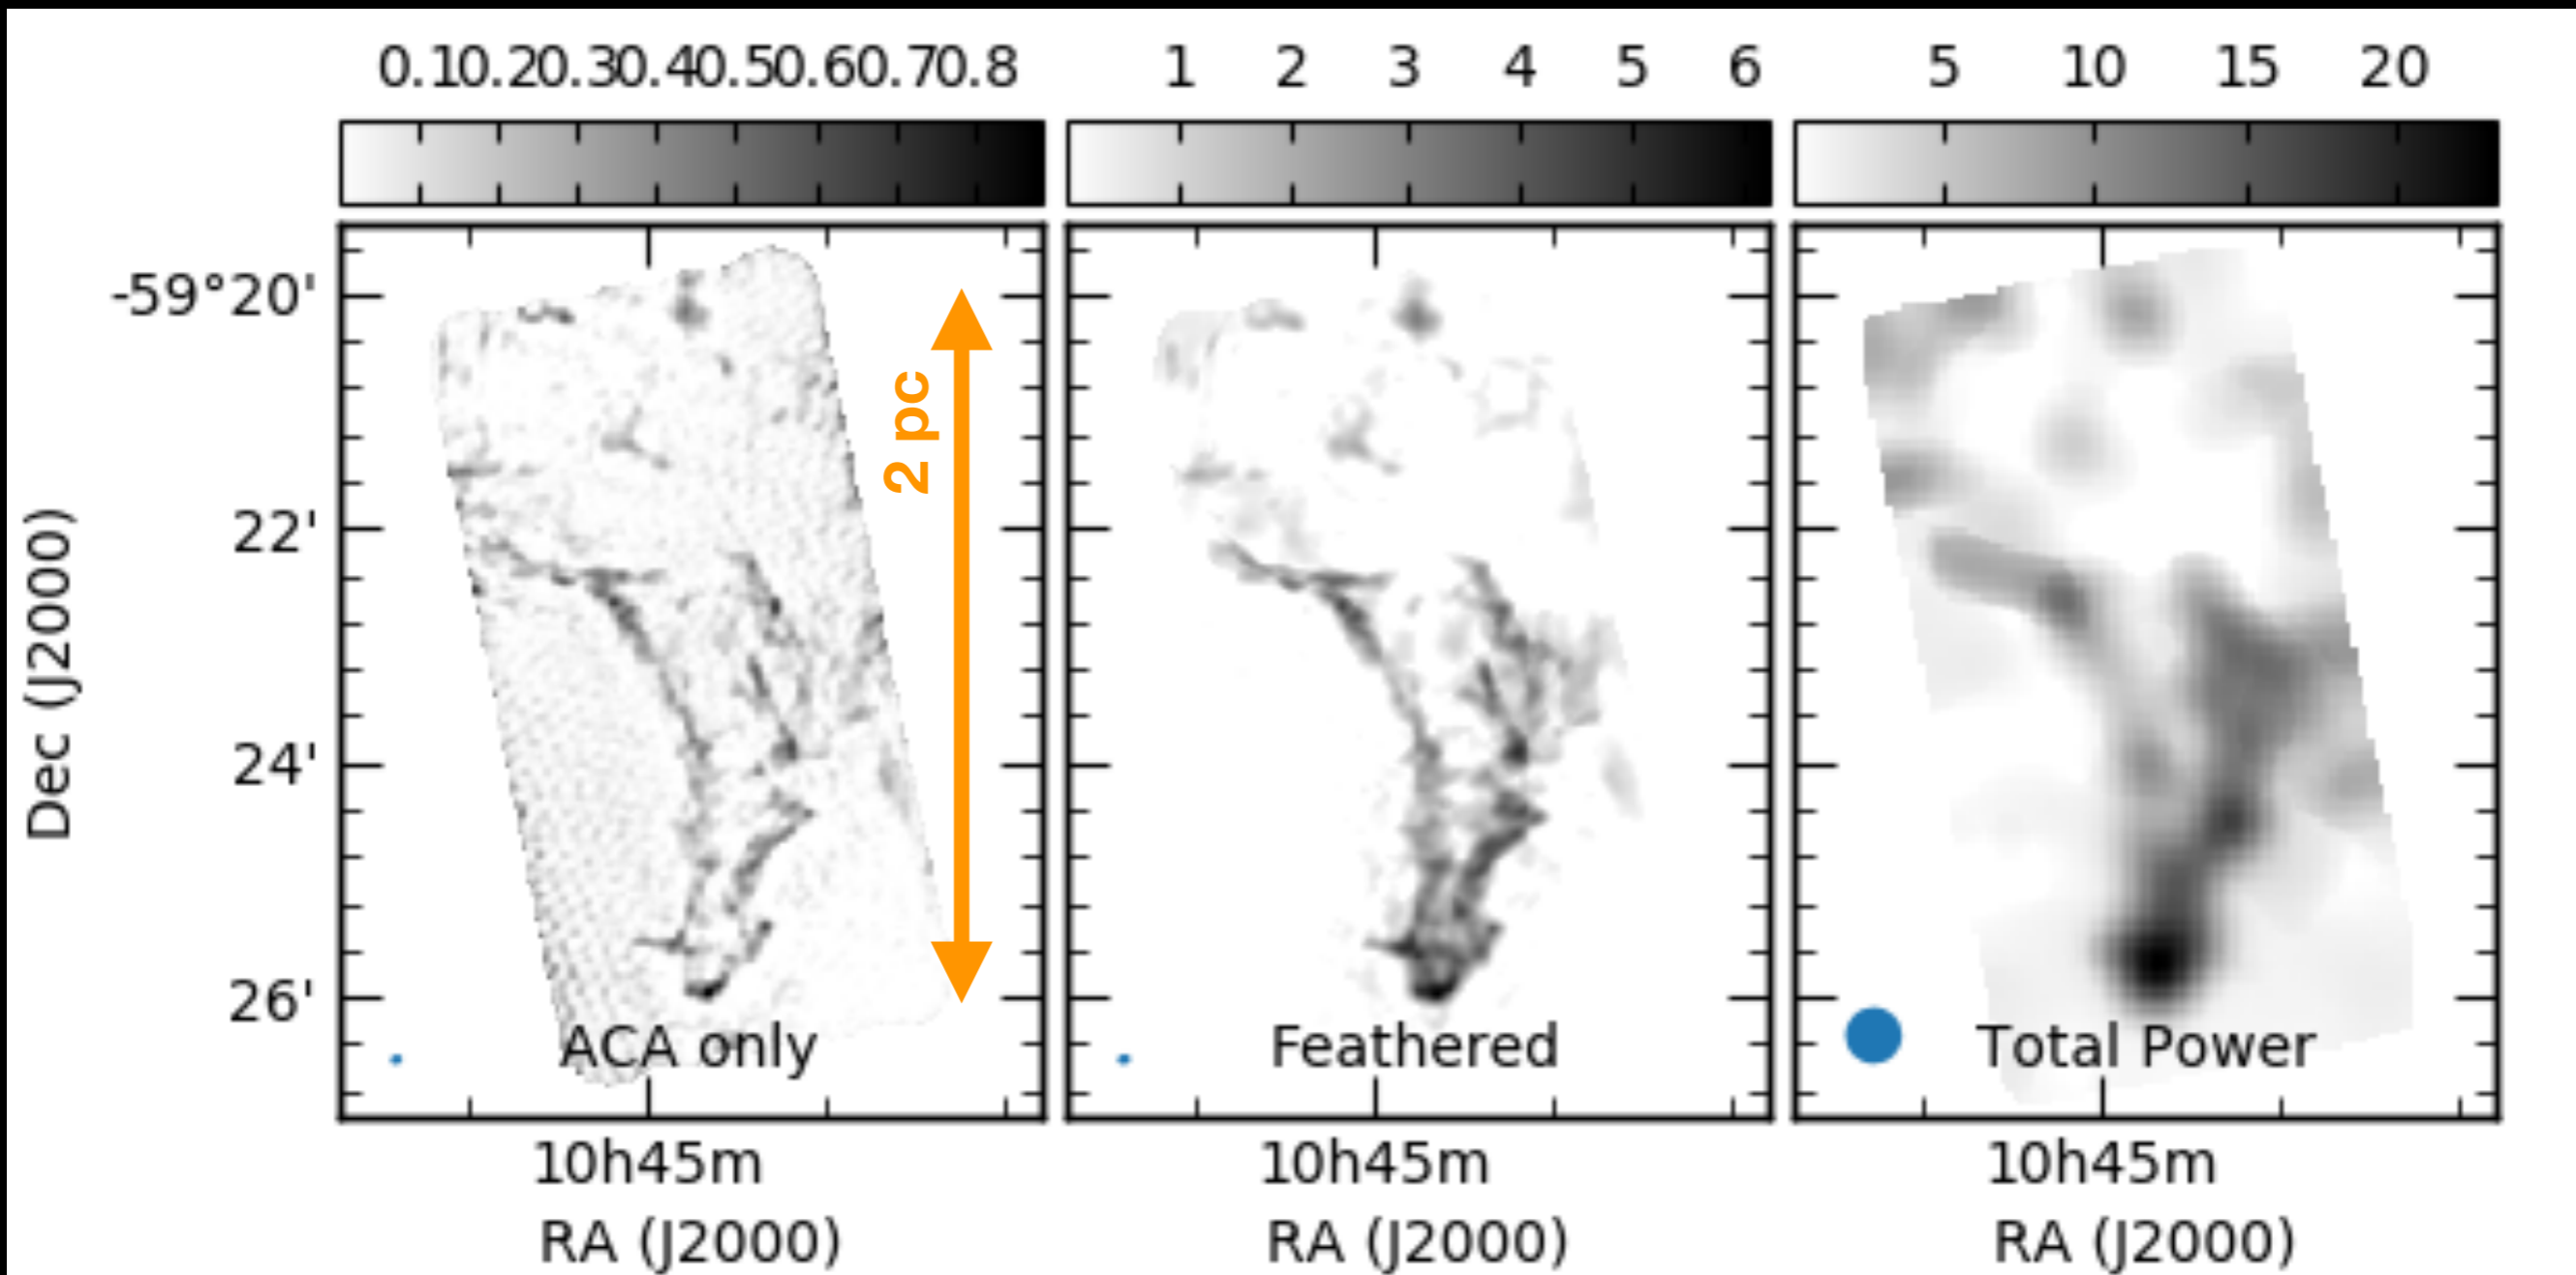 0.10.20.30.40.50.60.70.8
1 2 3 4 5 6
5 10 15 20
-59°20'
22'
24'
26'
Dec (J2000)
2 pc
ACA only
Feathered
Total Power
10h45m
10h45m
10h45m
RA (J2000)
RA (J2000)
RA (J2000)